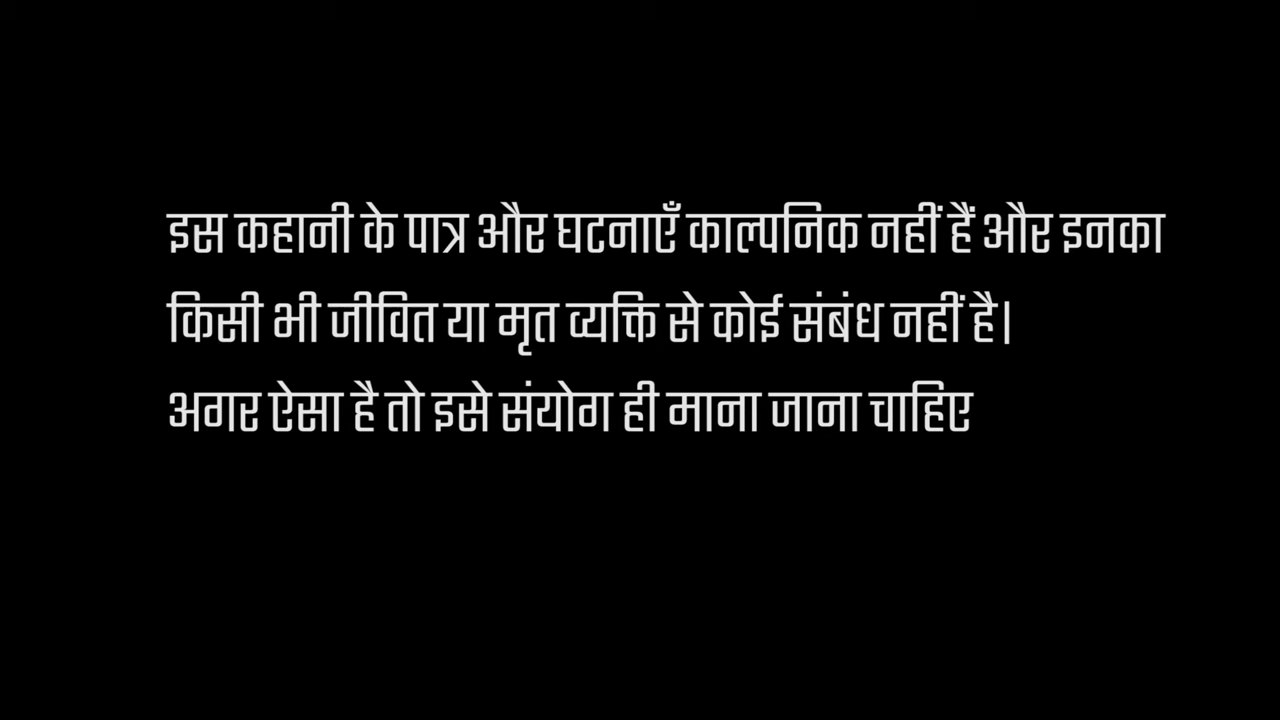 इस कहानी के पात्र और घटनाएँ काल्पनिक नहीं हैं और इनका
किसी भी जीवित या मृत व्यक्ति से कोई संबंध नहीं है।
अगर ऐसा है तो इसे संयोग ही माना जाना चाहिए